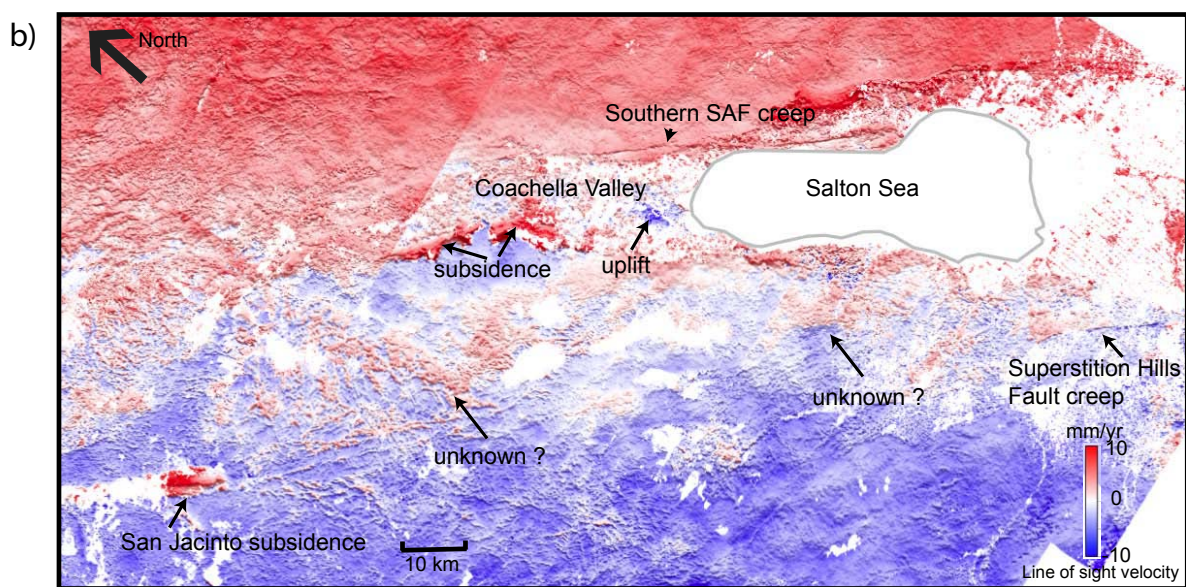 b)
North
Southern SAF creep
Coachella Valley
Salton Sea
subsidence
uplift
unknown ?
Superstition Hills
Fault creep
unknown ?
mm/yr
10
0
-10
San Jacinto subsidence
10 km
Line of sight velocity